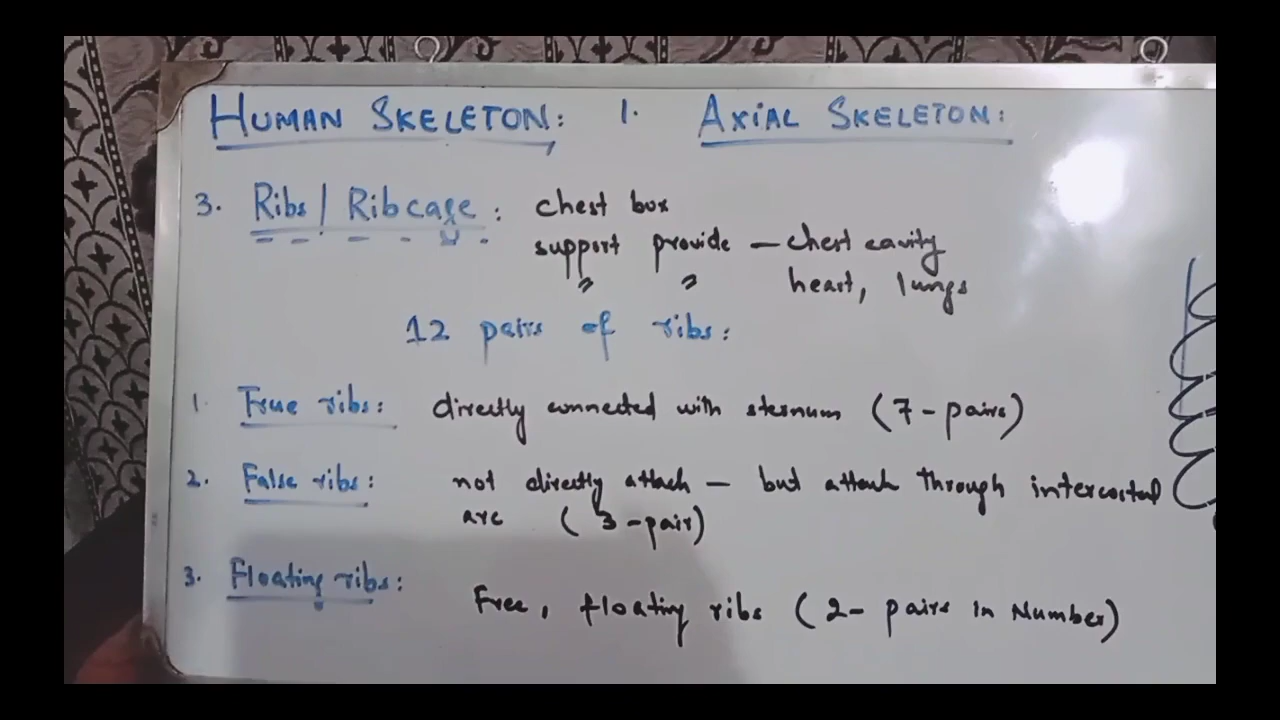 HUMAN SKELETON: 1. AXIAL SKELETON:
3. Ribs / Ribcage : chest box
support provide — chest cavity
〃 〃 heart, lungs
12 pairs of ribs:
1. True ribs: directly connected with sternum (7-pairs)
2. False ribs: not directly attach — but attach through intercostal
arc (3-pair)
3. Floating ribs:
Free, floating ribs (2- pairs in Number)